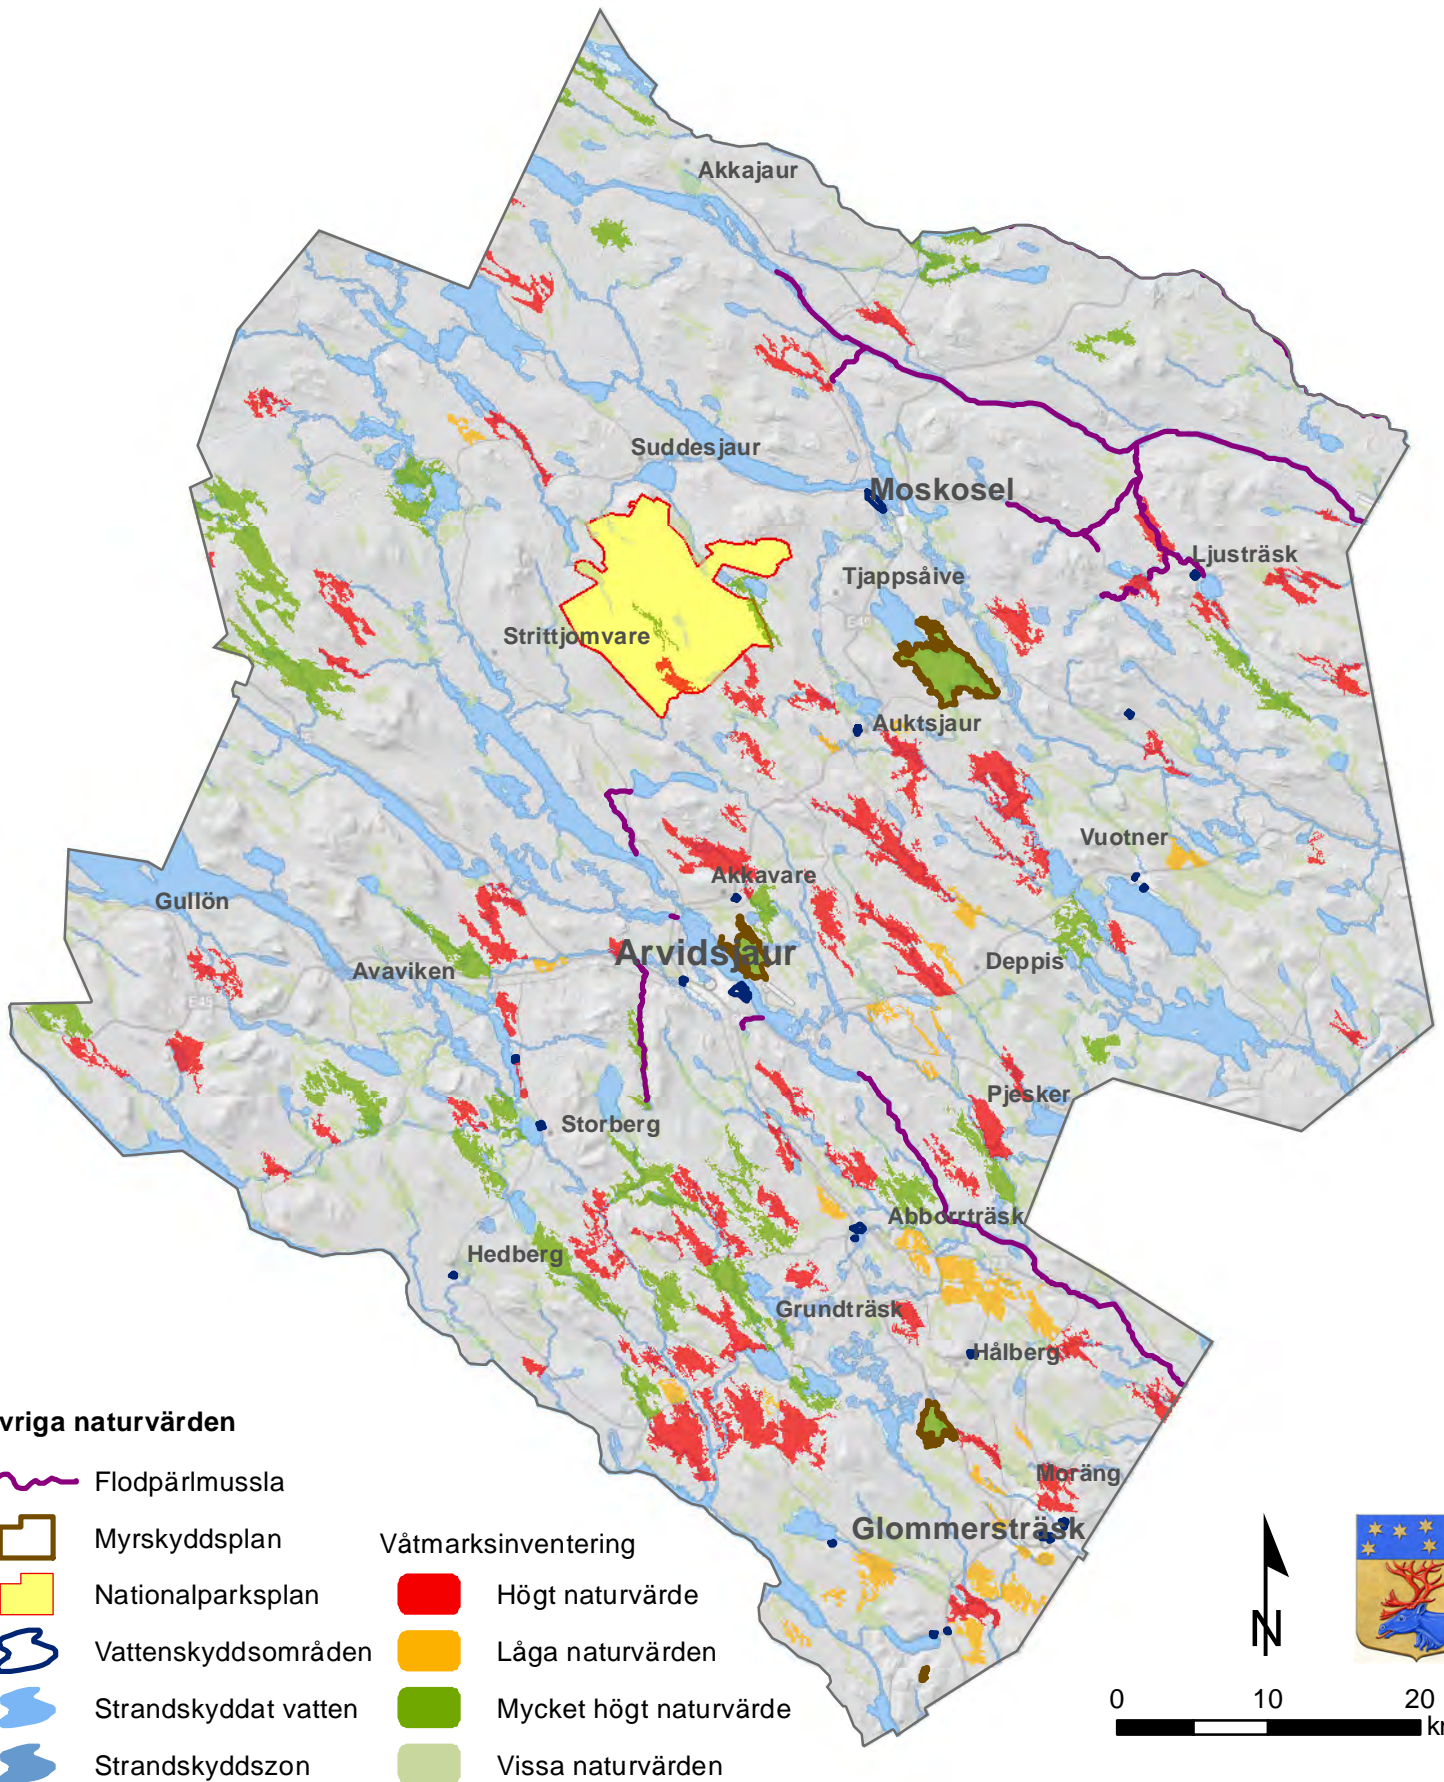 Akkajaur
Suddesjaur
Moskosel
Ljusträsk
Tjappsåive
E45
Strittjomvare
Auktsjaur
Vuotner
Akkavare
Gullön
Arvidsjaur
Avaviken
Deppis
E45
Pjesker
Storberg
Abborrträsk
Hedberg
Grundträsk
Hålberg
Moräng
Glommersträsk
vriga naturvärden
Flodpärlmussla
Myrskyddsplan
Nationalparksplan
Vattenskyddsområden
Strandskyddat vatten
Strandskyddszon
Våtmarksinventering
Högt naturvärde
Låga naturvärden
Mycket högt naturvärde
Vissa naturvärden
N
0 10 20